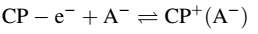 CP − e⁻ + A⁻ ⇌ CP⁺(A⁻)